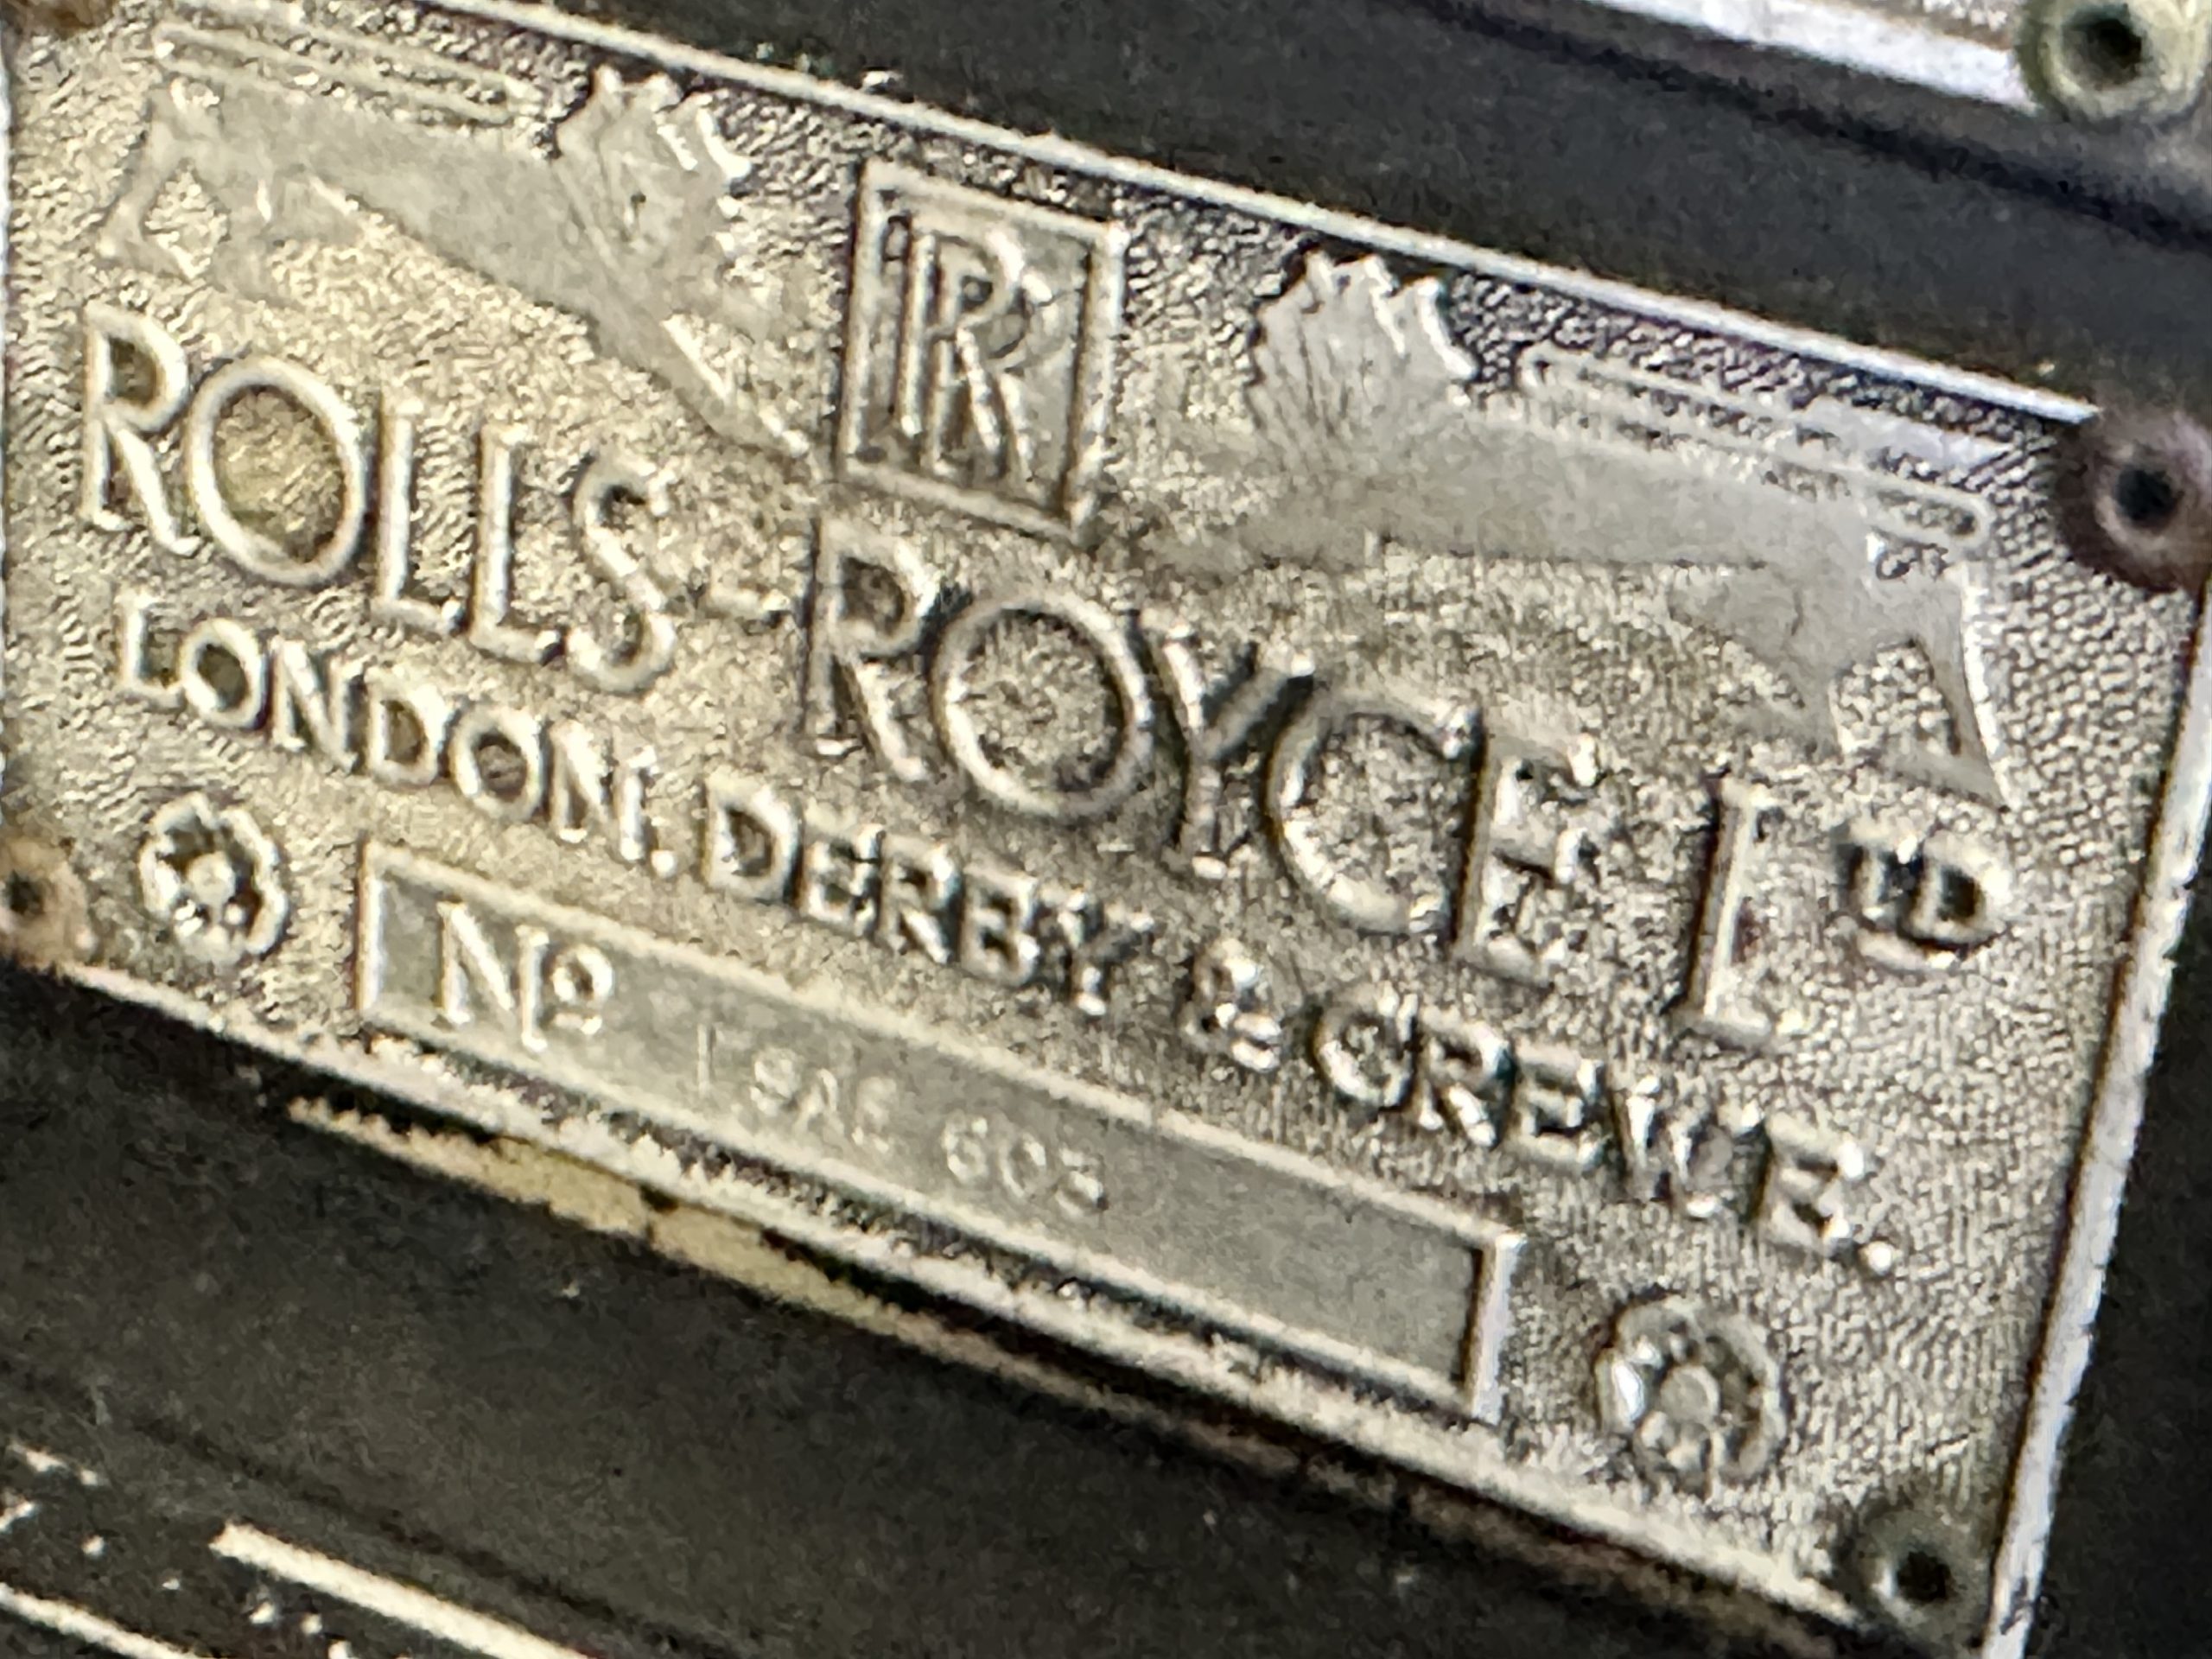 RR
ROLLS-ROYCE LTD
LONDON. DERBY & CREWE.
Nº